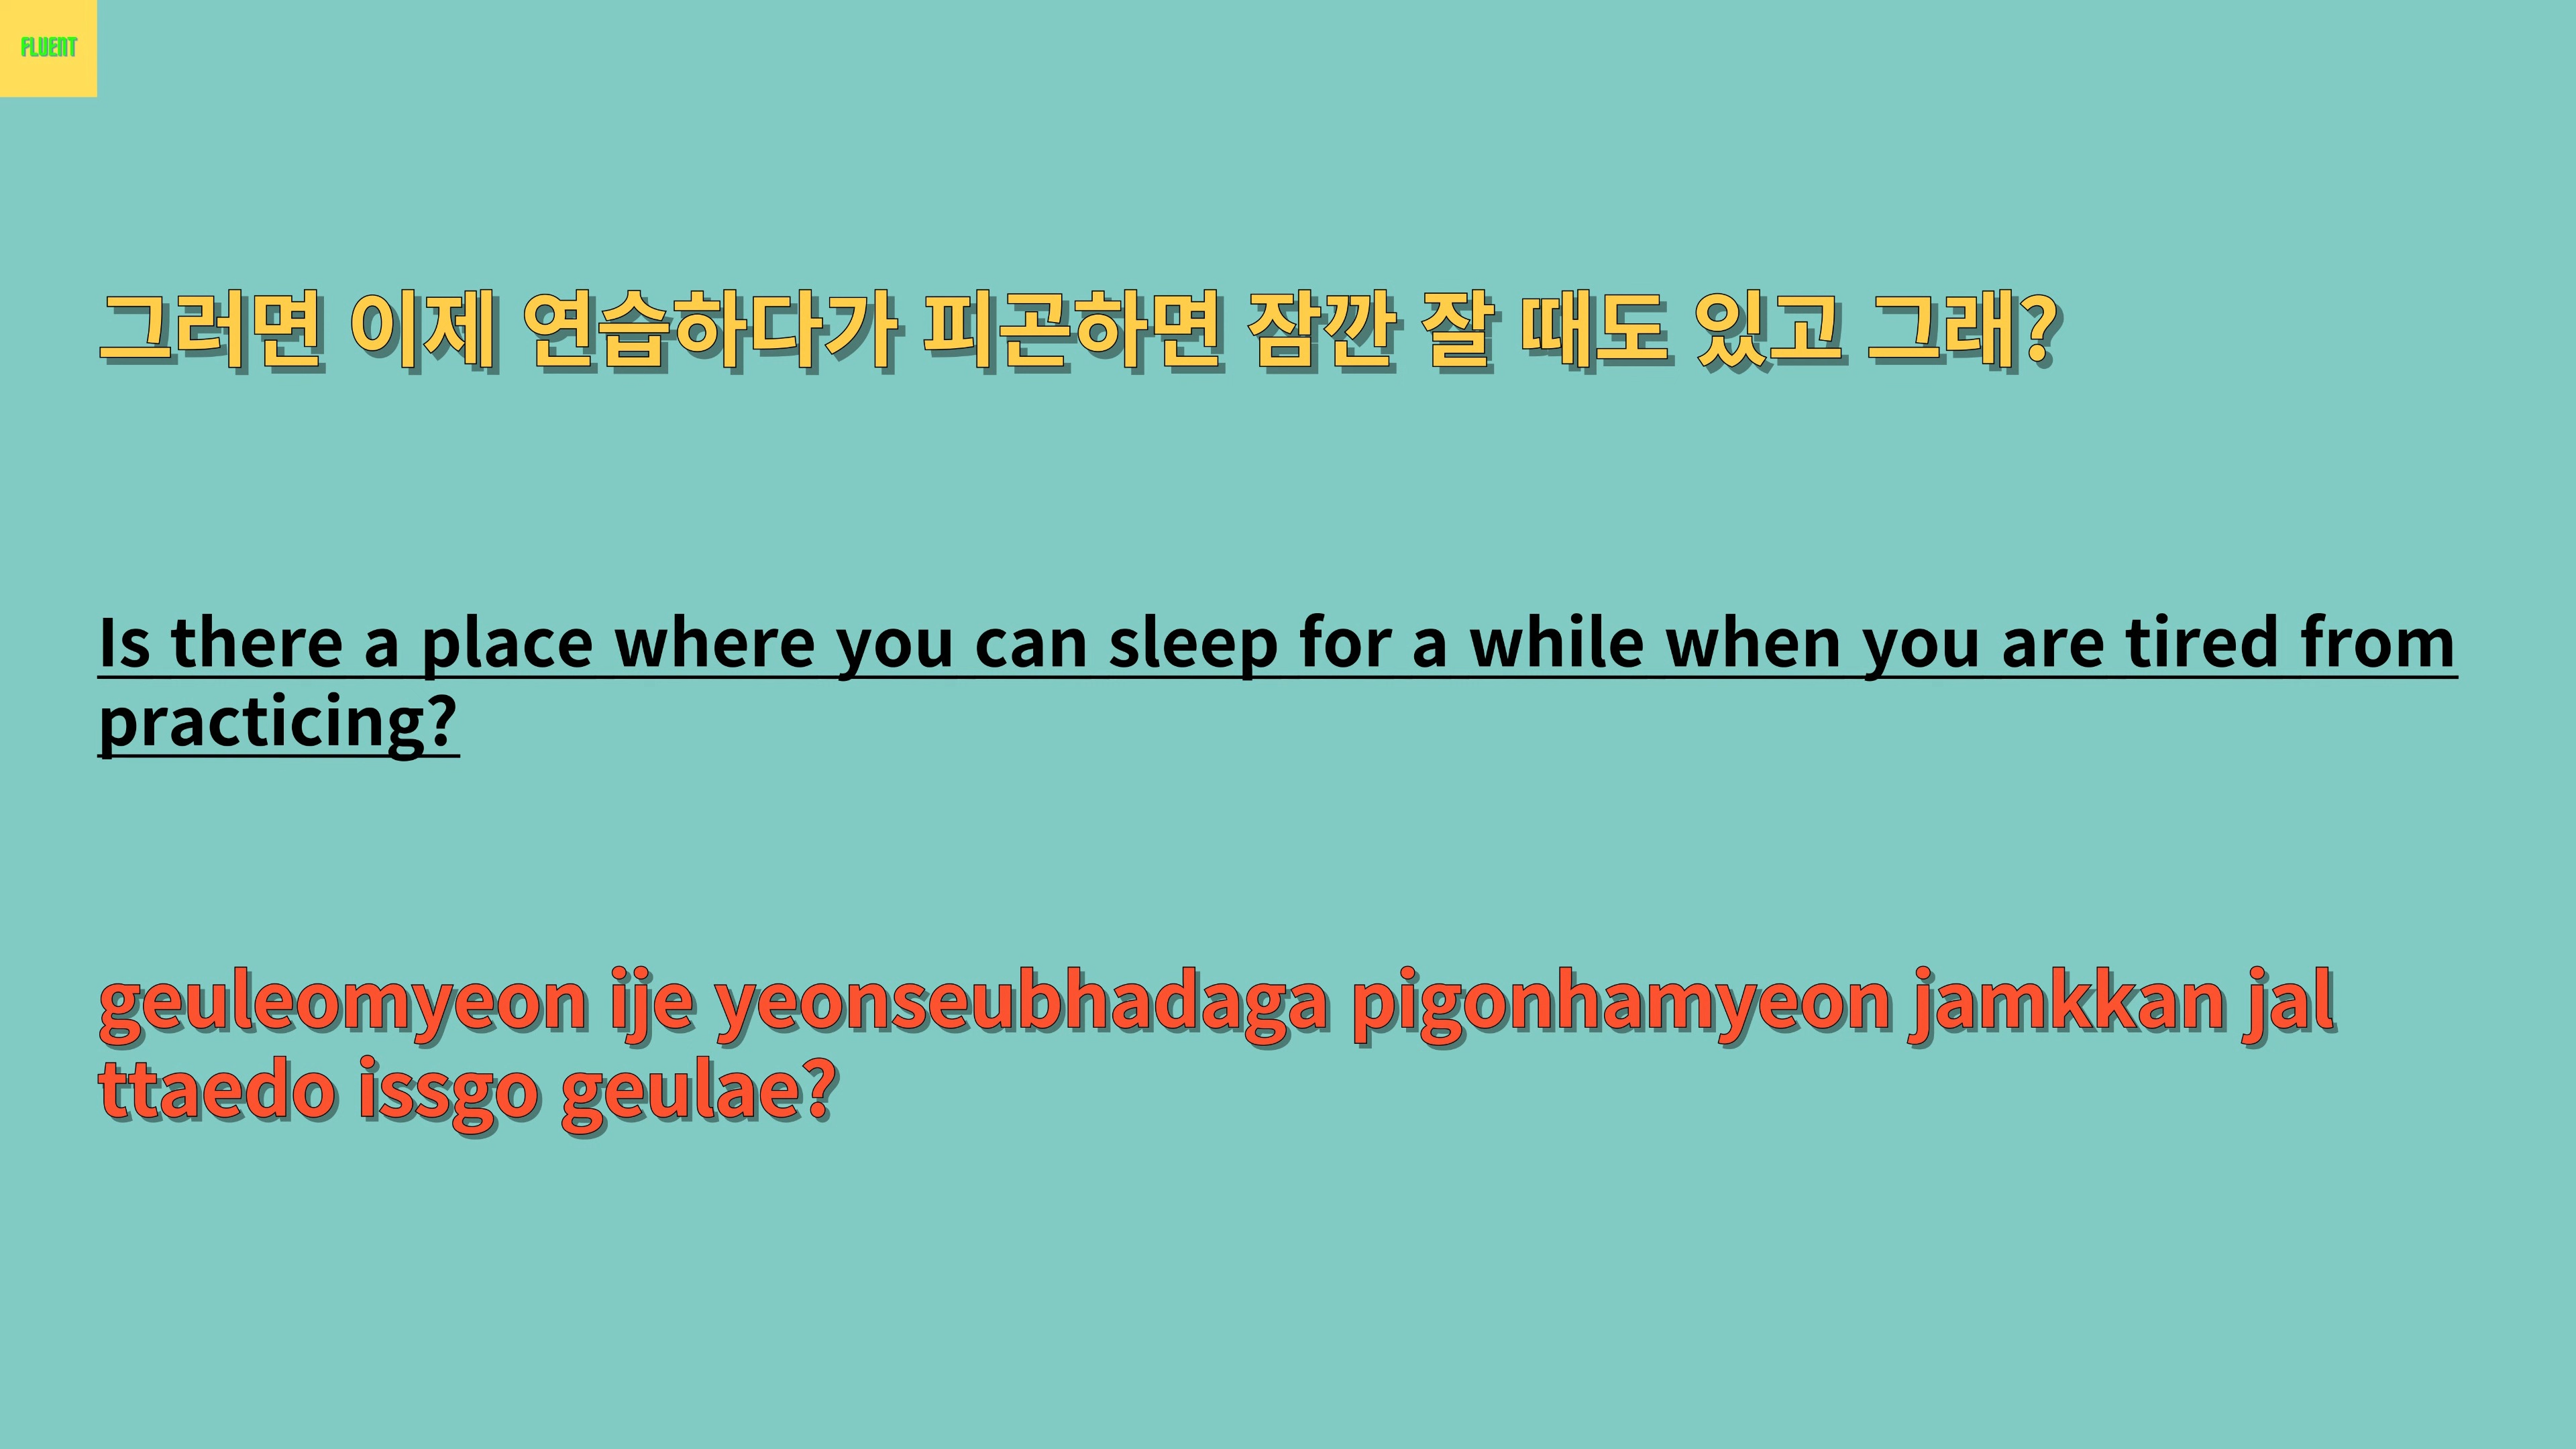 FLUENT
그러면 이제 연습하다가 피곤하면 잠깐 잘 때도 있고 그래?
Is there a place where you can sleep for a while when you are tired from
practicing?
geuleomyeon ije yeonseubhadaga pigonhamyeon jamkkan jal
ttaedo issgo geulae?